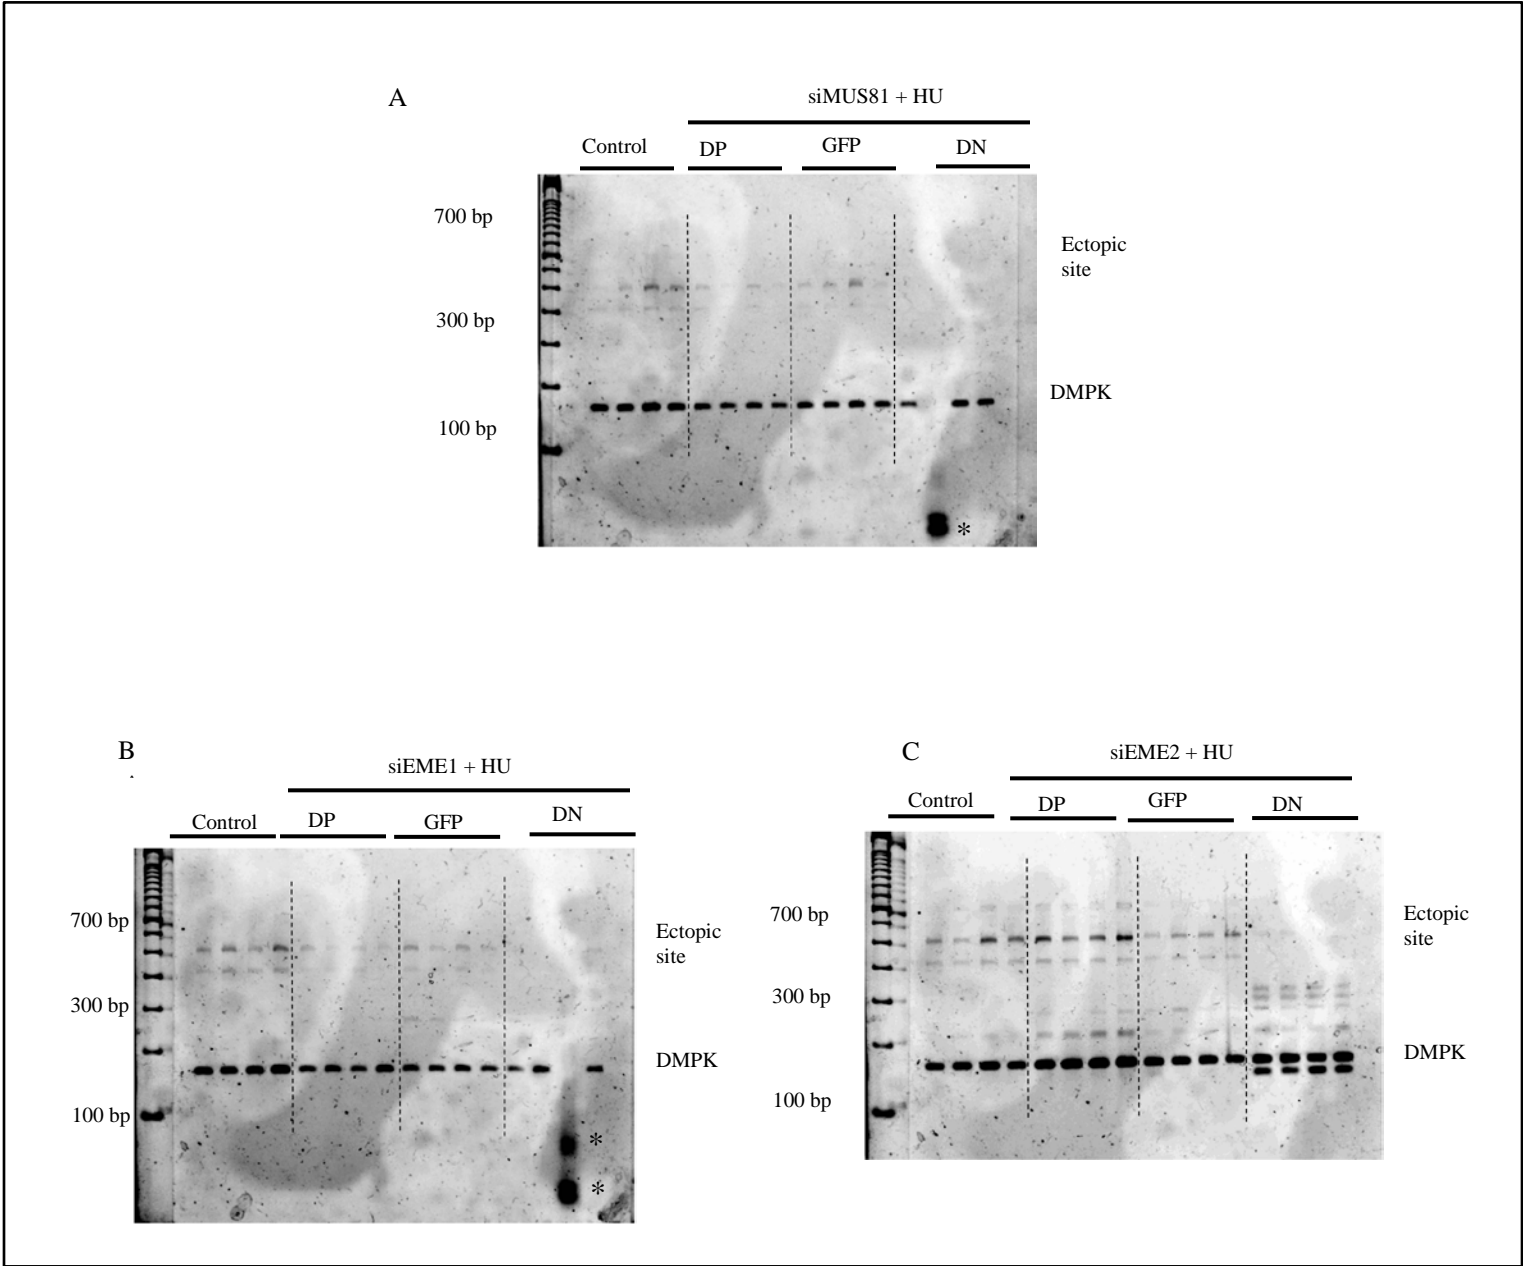 A
siMUS81 + HU
Control
DP
GFP
DN
700 bp
Ectopic
site
300 bp
DMPK
100 bp
*
B
siEME1 + HU
Control
DP
GFP
DN
700 bp
Ectopic
site
300 bp
DMPK
100 bp
*
*
C
siEME2 + HU
Control
DP
GFP
DN
700 bp
Ectopic
site
300 bp
DMPK
100 bp